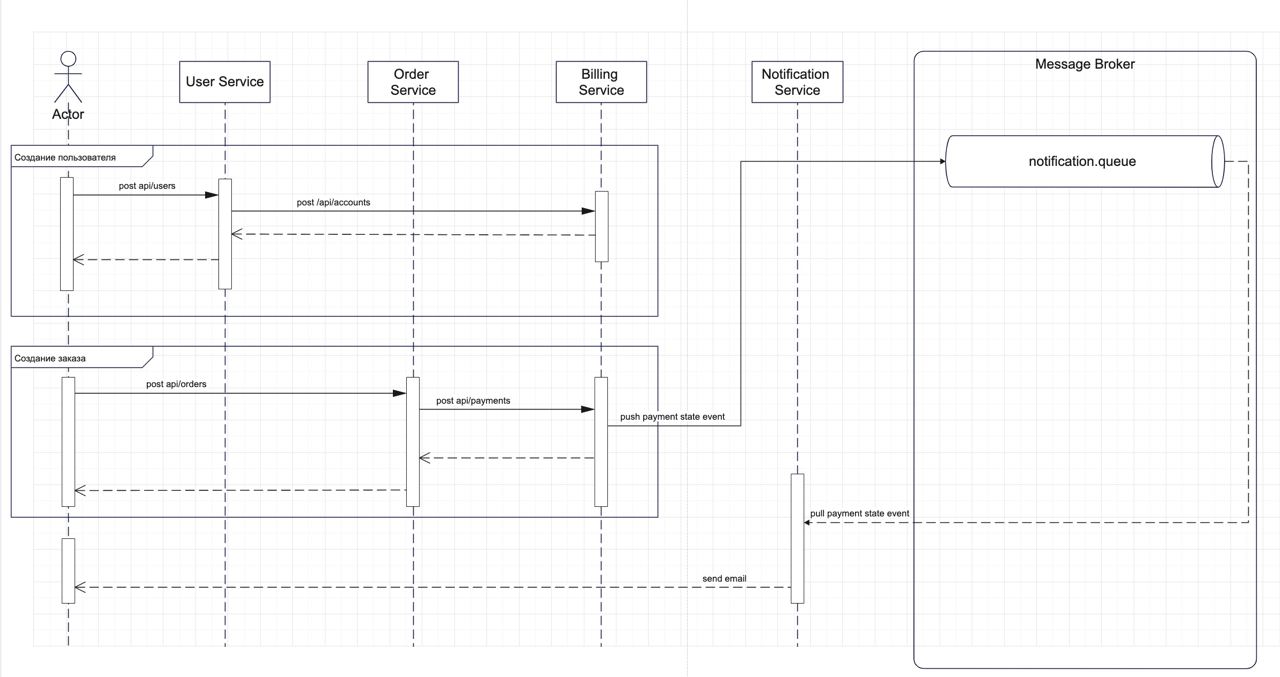 Message Broker
User Service
Order
Service
Billing
Service
Notification
Service
Actor
Создание пользователя
notification.queue
post api/users
post /api/accounts
Создание заказа
post api/orders
post api/payments
push payment state event
pull payment state event
send email